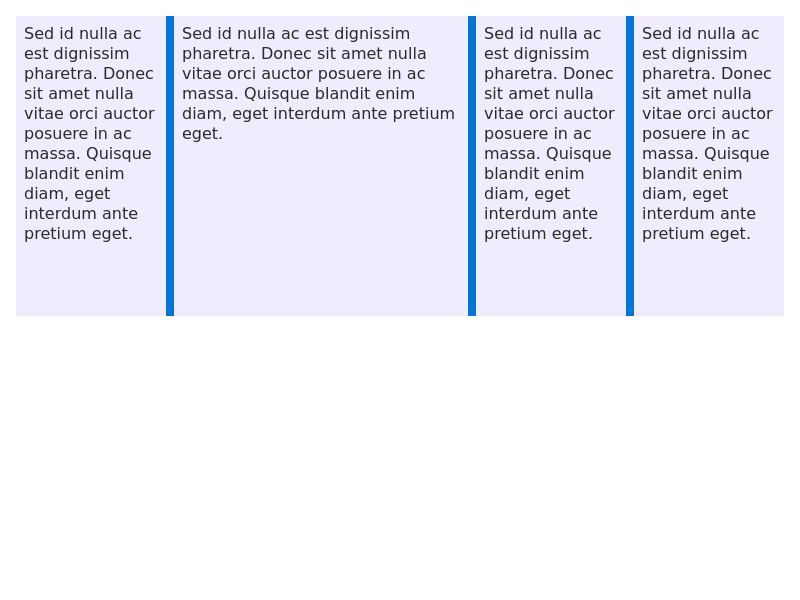 Sed id nulla ac
est dignissim
pharetra. Donec
sit amet nulla
vitae orci auctor
posuere in ac
massa. Quisque
blandit enim
diam, eget
interdum ante
pretium eget.
Sed id nulla ac est dignissim
pharetra. Donec sit amet nulla
vitae orci auctor posuere in ac
massa. Quisque blandit enim
diam, eget interdum ante pretium
eget.
Sed id nulla ac
est dignissim
pharetra. Donec
sit amet nulla
vitae orci auctor
posuere in ac
massa. Quisque
blandit enim
diam, eget
interdum ante
pretium eget.
Sed id nulla ac
est dignissim
pharetra. Donec
sit amet nulla
vitae orci auctor
posuere in ac
massa. Quisque
blandit enim
diam, eget
interdum ante
pretium eget.